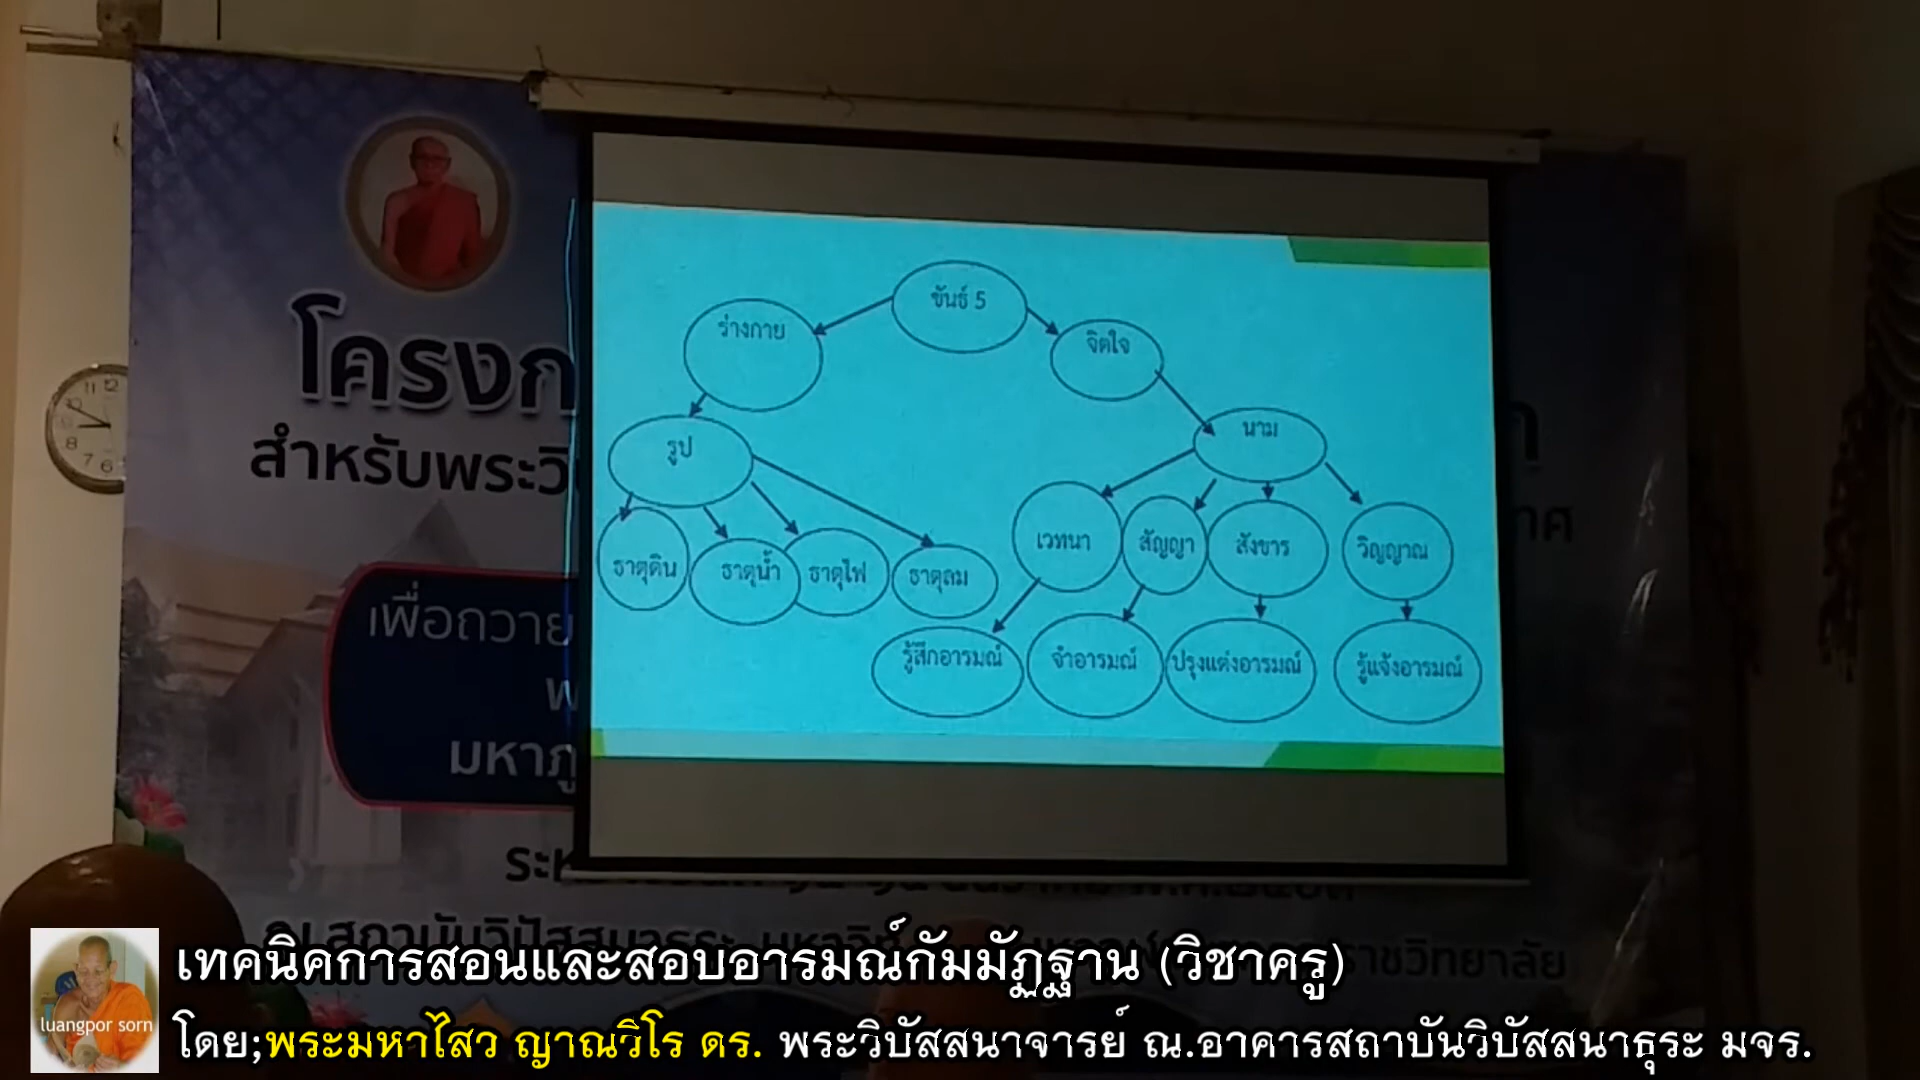 ขันธ์ 5
ร่างกาย
จิตใจ
รูป
นาม
ธาตุดิน
ธาตุน้ำ
ธาตุไฟ
ธาตุลม
เวทนา
สัญญา
สังขาร
วิญญาณ
รู้สึกอารมณ์
จำอารมณ์
ปรุงแต่งอารมณ์
รู้แจ้งอารมณ์
โครงก
สำหรับพระวิ
เพื่อถวาย
พ
มหาภู
ราชวิทยาลัย
luangpor sorn
เทคนิคการสอนและสอบอารมณ์กัมมัฏฐาน (วิชาครู)
โดย;พระมหาไสว ญาณวิโร ดร. พระวิปัสสนาจารย์ ณ.อาคารสถาบันวิปัสสนาธุระ มจร.